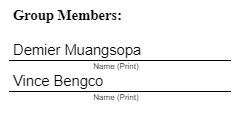 Group Members:
Demier Muangsopa
Name (Print)
Vince Bengco
Name (Print)